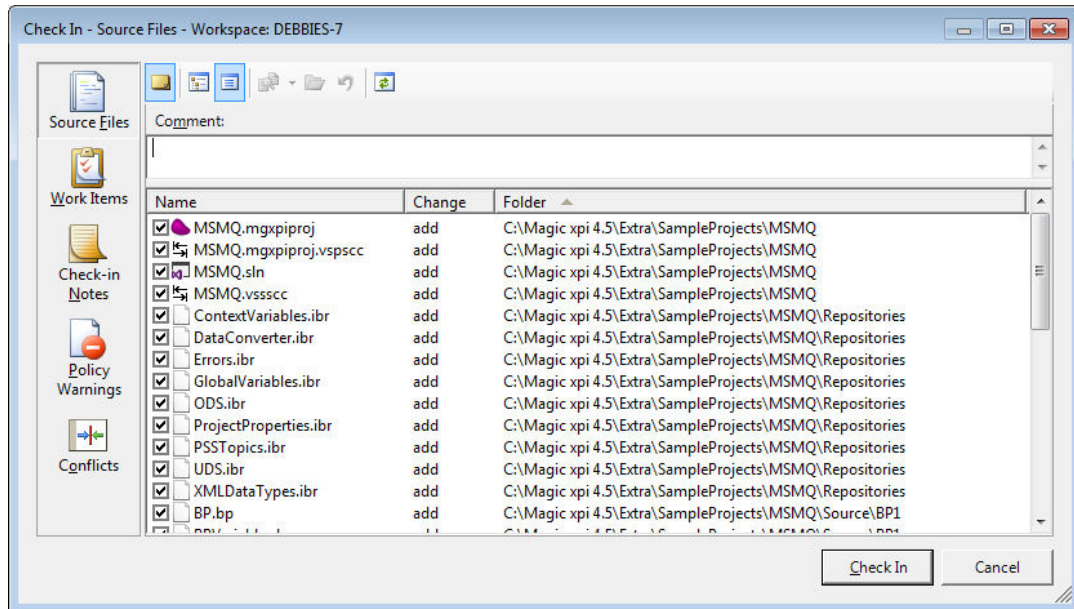 Check In - Source Files - Workspace: DEBBIES-7
Source Files
Work Items
Check-in
Notes
Policy
Warnings
Conflicts
Comment:
Name Change Folder
MSMQ.mgxpiproj add C:\Magic xpi 4.5\Extra\SampleProjects\MSMQ
MSMQ.mgxpiproj.vspscc add C:\Magic xpi 4.5\Extra\SampleProjects\MSMQ
MSMQ.sln add C:\Magic xpi 4.5\Extra\SampleProjects\MSMQ
MSMQ.vssscc add C:\Magic xpi 4.5\Extra\SampleProjects\MSMQ
ContextVariables.ibr add C:\Magic xpi 4.5\Extra\SampleProjects\MSMQ\Repositories
DataConverter.ibr add C:\Magic xpi 4.5\Extra\SampleProjects\MSMQ\Repositories
Errors.ibr add C:\Magic xpi 4.5\Extra\SampleProjects\MSMQ\Repositories
GlobalVariables.ibr add C:\Magic xpi 4.5\Extra\SampleProjects\MSMQ\Repositories
ODS.ibr add C:\Magic xpi 4.5\Extra\SampleProjects\MSMQ\Repositories
ProjectProperties.ibr add C:\Magic xpi 4.5\Extra\SampleProjects\MSMQ\Repositories
PSSTopics.ibr add C:\Magic xpi 4.5\Extra\SampleProjects\MSMQ\Repositories
UDS.ibr add C:\Magic xpi 4.5\Extra\SampleProjects\MSMQ\Repositories
XMLDataTypes.ibr add C:\Magic xpi 4.5\Extra\SampleProjects\MSMQ\Repositories
BP.bp add C:\Magic xpi 4.5\Extra\SampleProjects\MSMQ\Source\BP1
Check In
Cancel